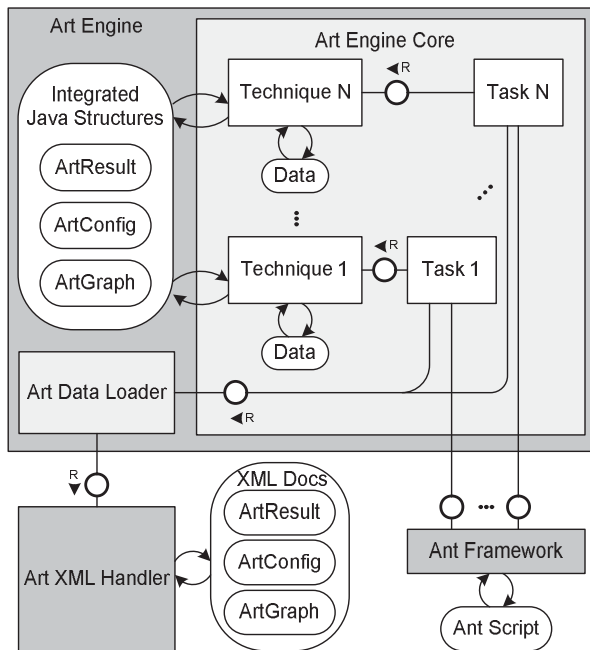 Art Engine
Art Engine Core
Integrated
Java Structures
ArtResult
ArtConfig
ArtGraph
Technique N
R
Task N
Data
Technique 1
R
Task 1
Data
Art Data Loader
R
R
XML Docs
ArtResult
ArtConfig
ArtGraph
Art XML Handler
Ant Framework
Ant Script